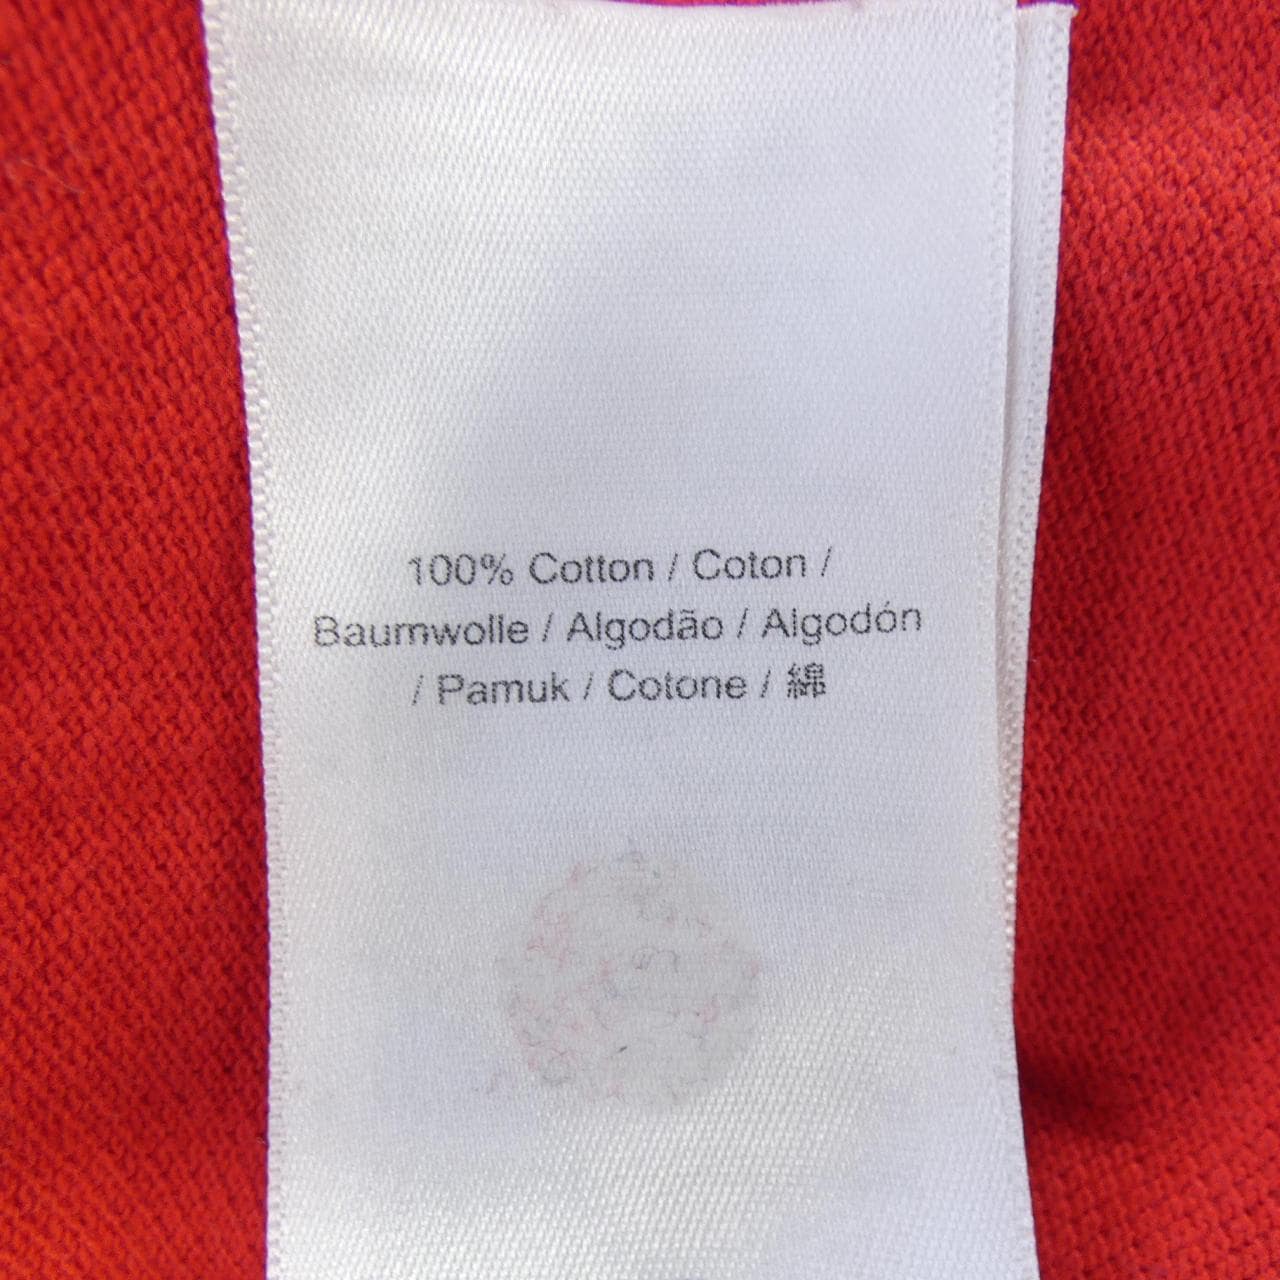 100% Cotton / Coton /
Baumwolle / Algodão / Algodón
/ Pamuk / Cotone / 綿